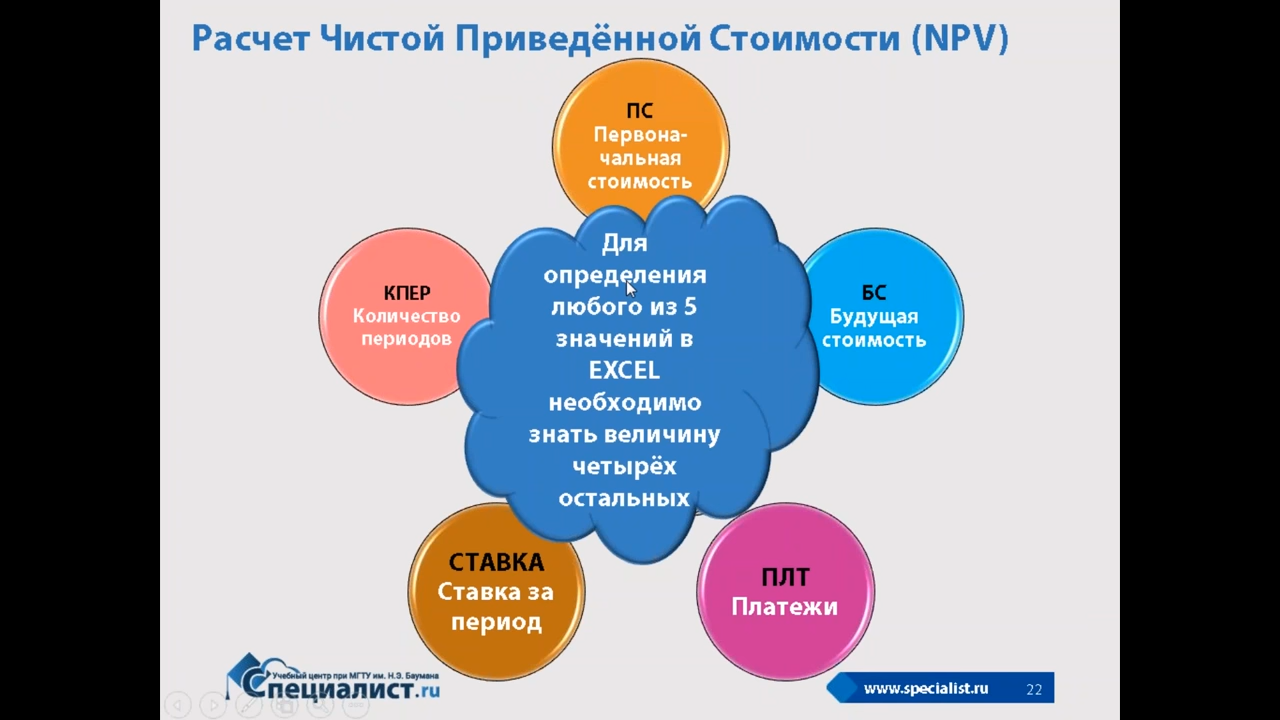 Расчет Чистой Приведённой Стоимости (NPV)
ПС
Первона-
чальная
стоимость
КПЕР
Количество
периодов
Для
определения
любого из 5
значений в
EXCEL
необходимо
знать величину
четырёх
остальных
БС
Будущая
стоимость
СТАВКА
Ставка за
период
ПЛТ
Платежи
Учебный центр при МГТУ им. Н.Э. Баумана
Специалист.ru
www.specialist.ru
22